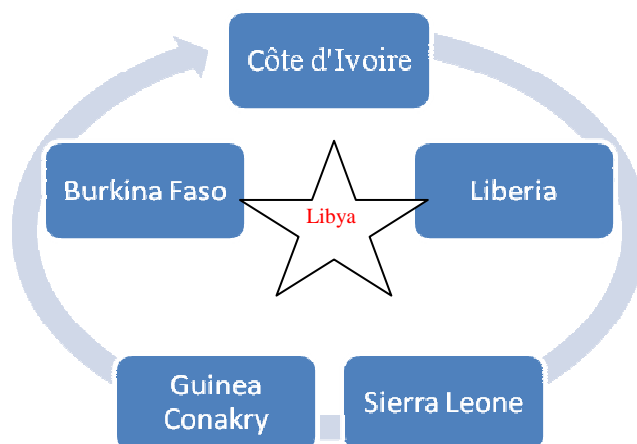 Côte d'Ivoire
Burkina Faso
Libya
Liberia
Guinea
Conakry
Sierra Leone